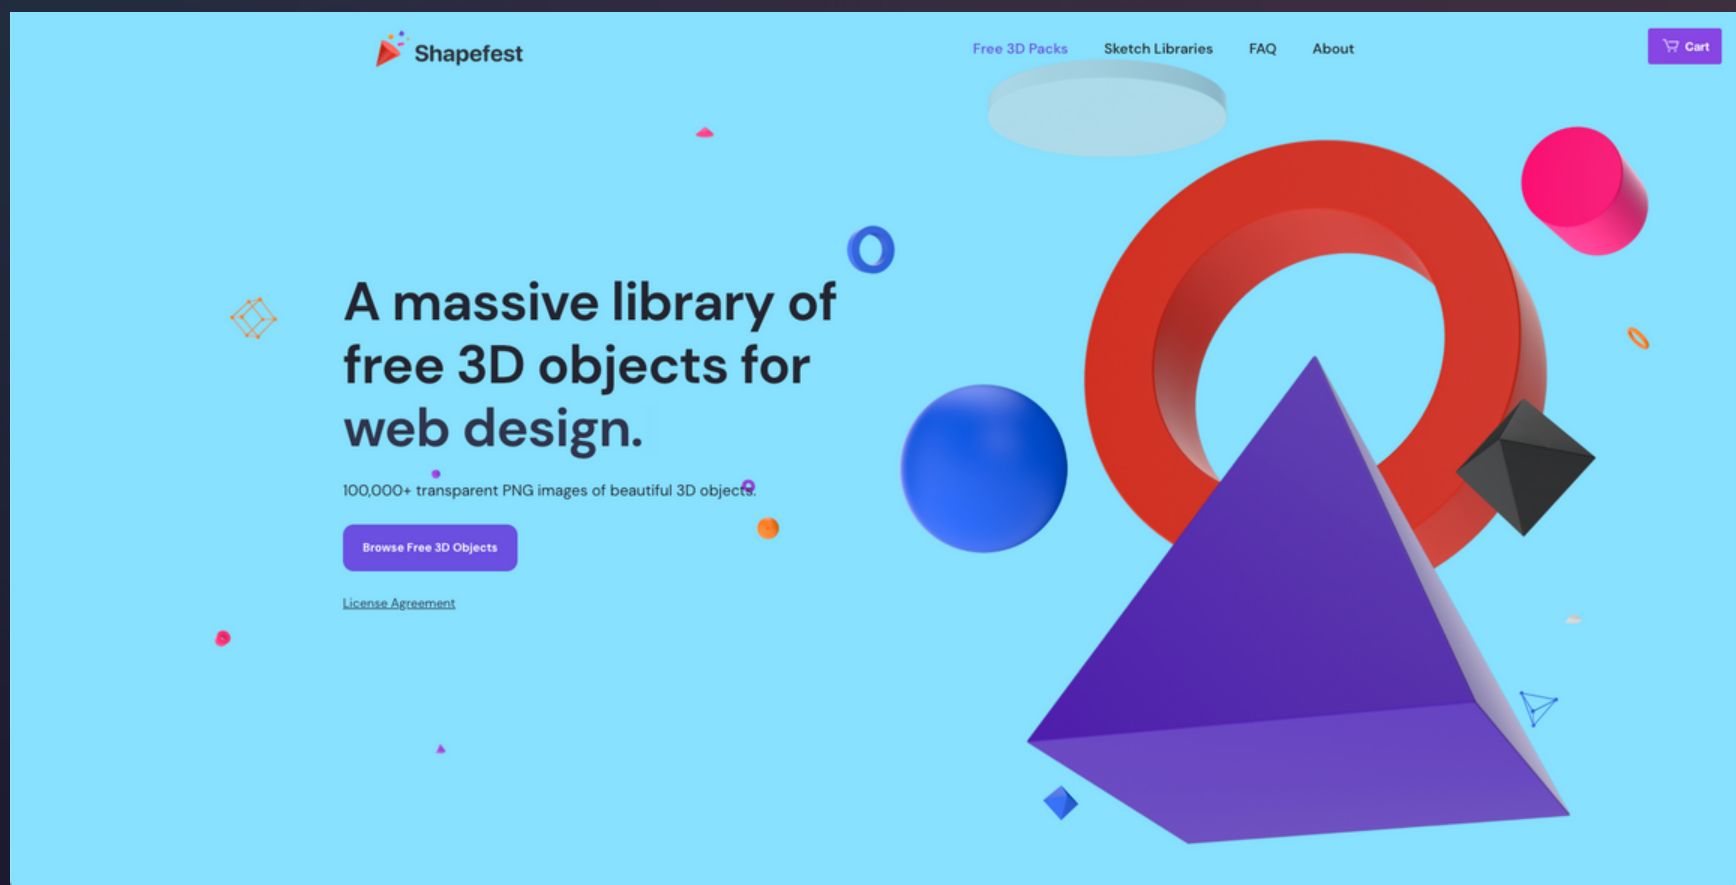 Shapefest
Free 3D Packs
Sketch Libraries
FAQ
About
Cart
A massive library of
free 3D objects for
web design.
100,000+ transparent PNG images of beautiful 3D objects.
Browse Free 3D Objects
License Agreement